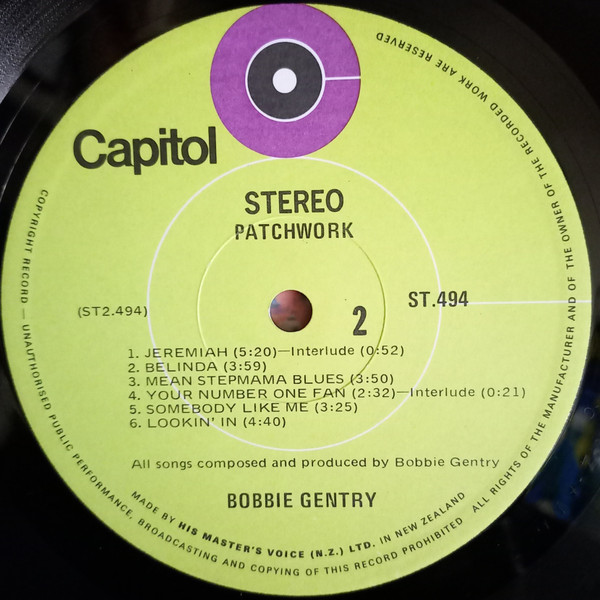 Capitol
STEREO
PATCHWORK
(ST2.494)
2
ST.494
1. JEREMIAH (5:20)—Interlude (0:52)
2. BELINDA (3:59)
3. MEAN STEPMAMA BLUES (3:50)
4. YOUR NUMBER ONE FAN (2:32)—Interlude (0:21)
5. SOMEBODY LIKE ME (3:25)
6. LOOKIN' IN (4:40)
All songs composed and produced by Bobbie Gentry
BOBBIE GENTRY
MADE BY HIS MASTER'S VOICE (N.Z.) LTD. IN NEW ZEALAND
COPYRIGHT RECORD — UNAUTHORISED PUBLIC PERFORMANCE, BROADCASTING AND COPYING OF THIS RECORD PROHIBITED ALL RIGHTS OF THE MANUFACTURER AND OF THE OWNER OF THE RECORDED WORK ARE RESERVED